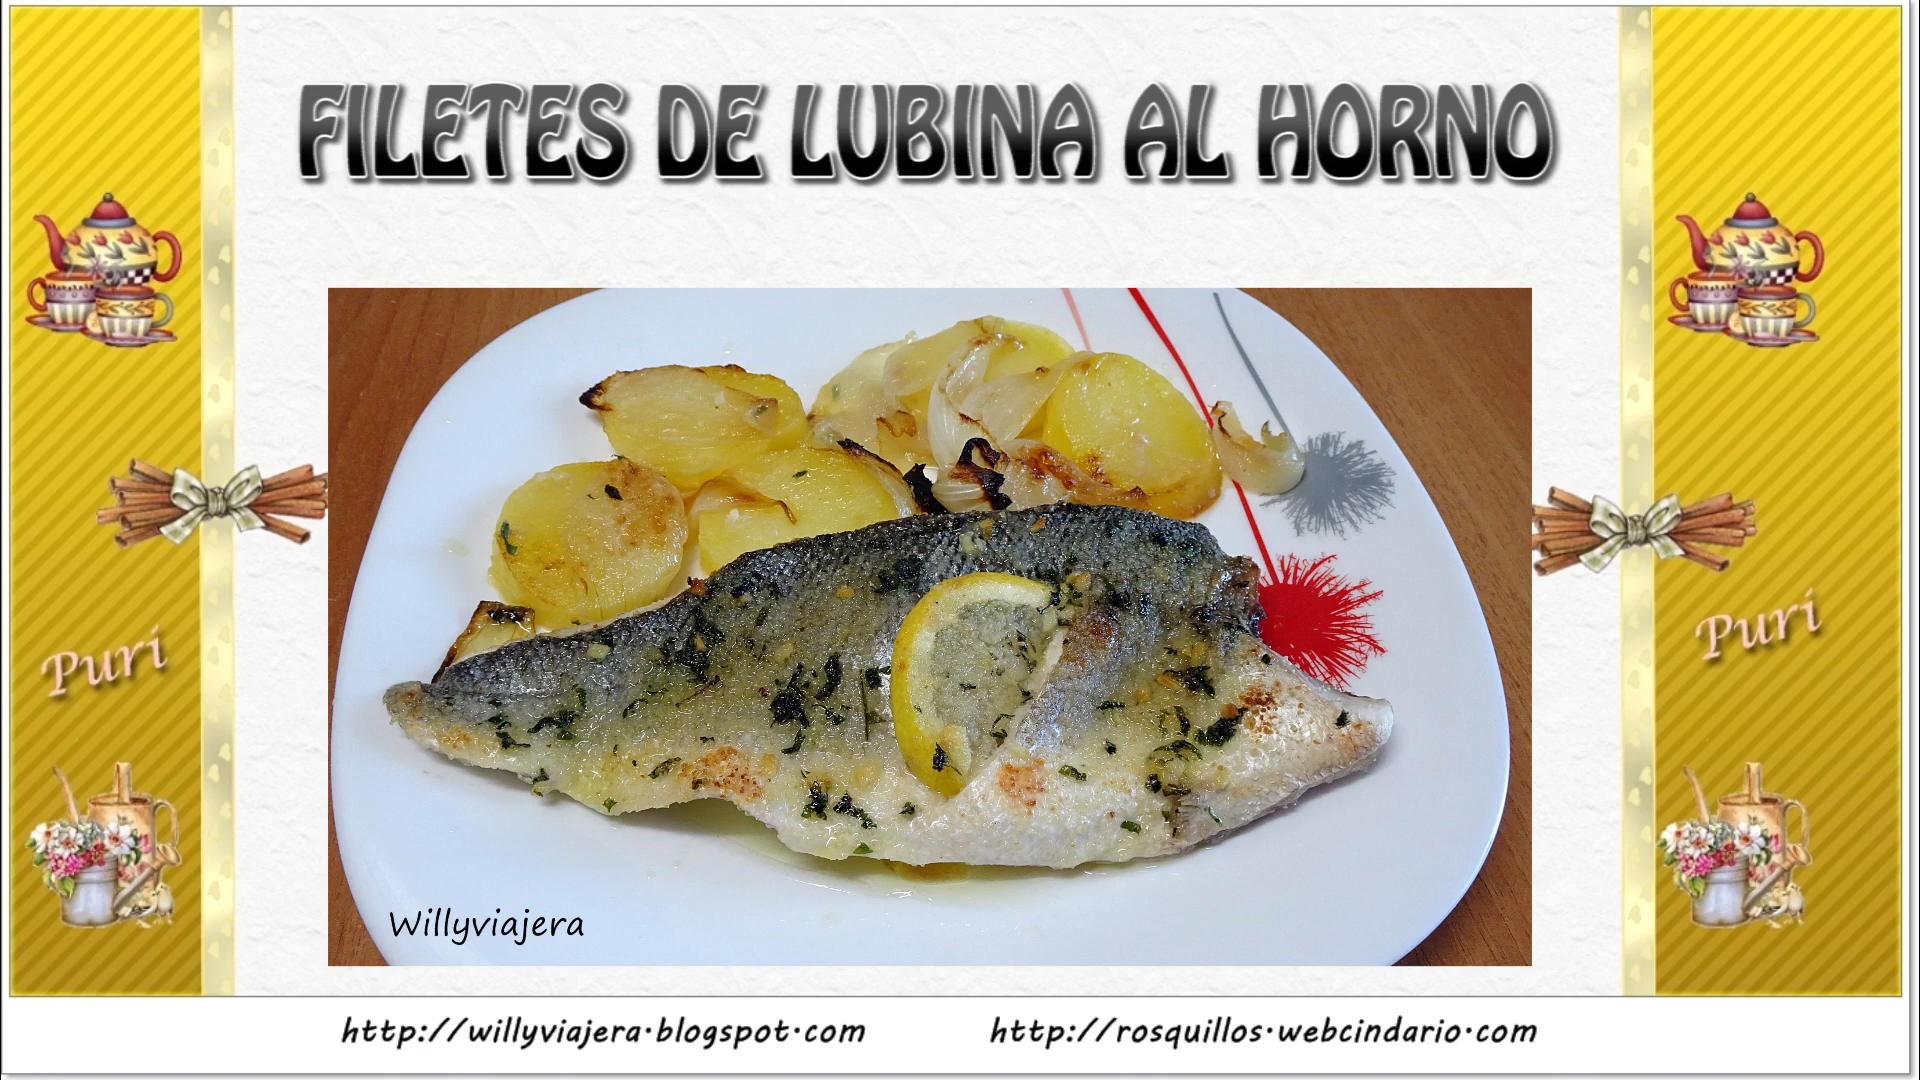 FILETES DE LUBINA AL HORNO
Puri
Puri
Willyviajera
http://willyviajera.blogspot.com
http://rosquillos.webcindario.com